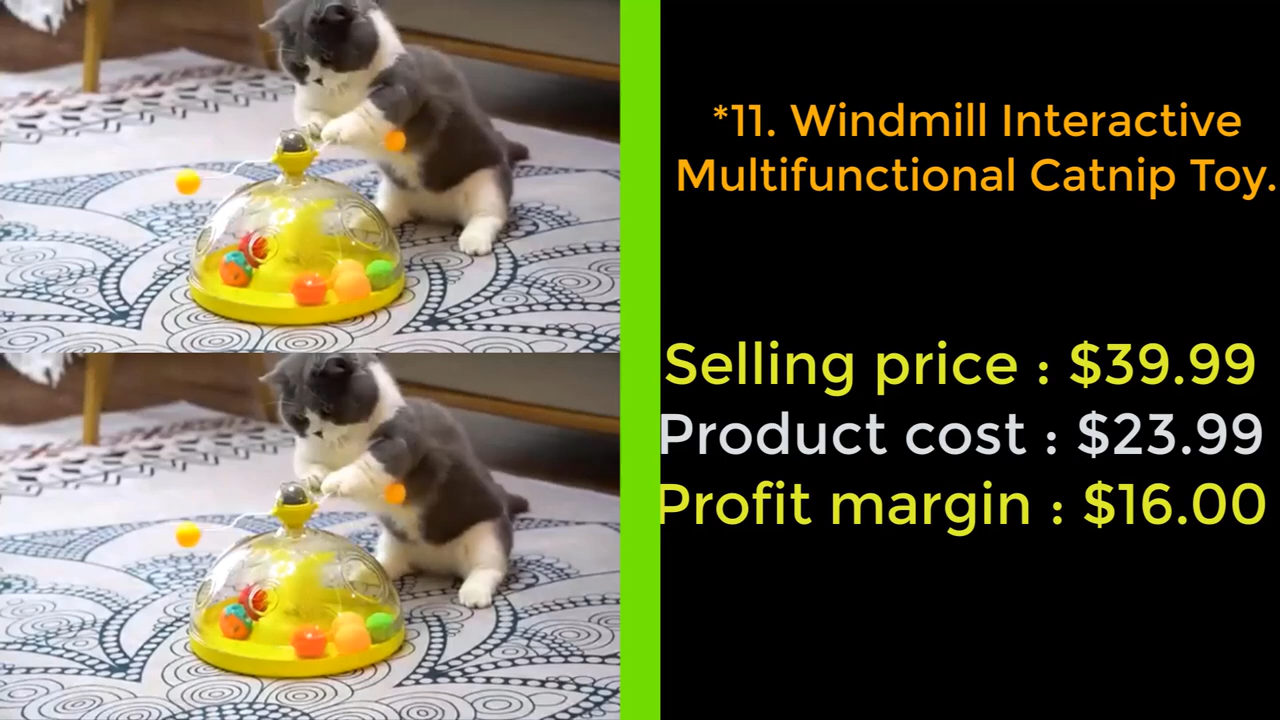 *11. Windmill Interactive
Multifunctional Catnip Toy.
Selling price : $39.99
Product cost : $23.99
Profit margin : $16.00